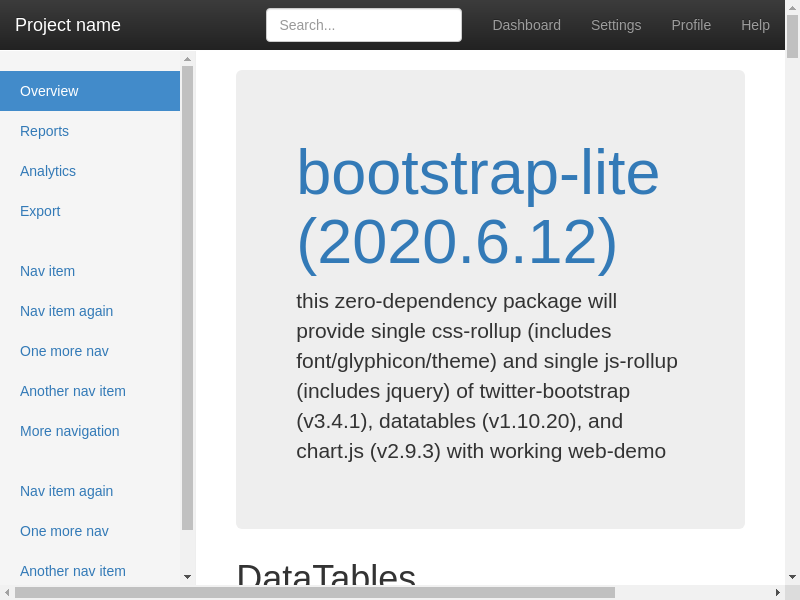 Project name
Search...
Dashboard
Settings
Profile
Help
Overview
Reports
Analytics
Export
Nav item
Nav item again
One more nav
Another nav item
More navigation
Nav item again
One more nav
Another nav item
bootstrap-lite
(2020.6.12)
this zero-dependency package will
provide single css-rollup (includes
font/glyphicon/theme) and single js-rollup
(includes jquery) of twitter-bootstrap
(v3.4.1), datatables (v1.10.20), and
chart.js (v2.9.3) with working web-demo
DataTables